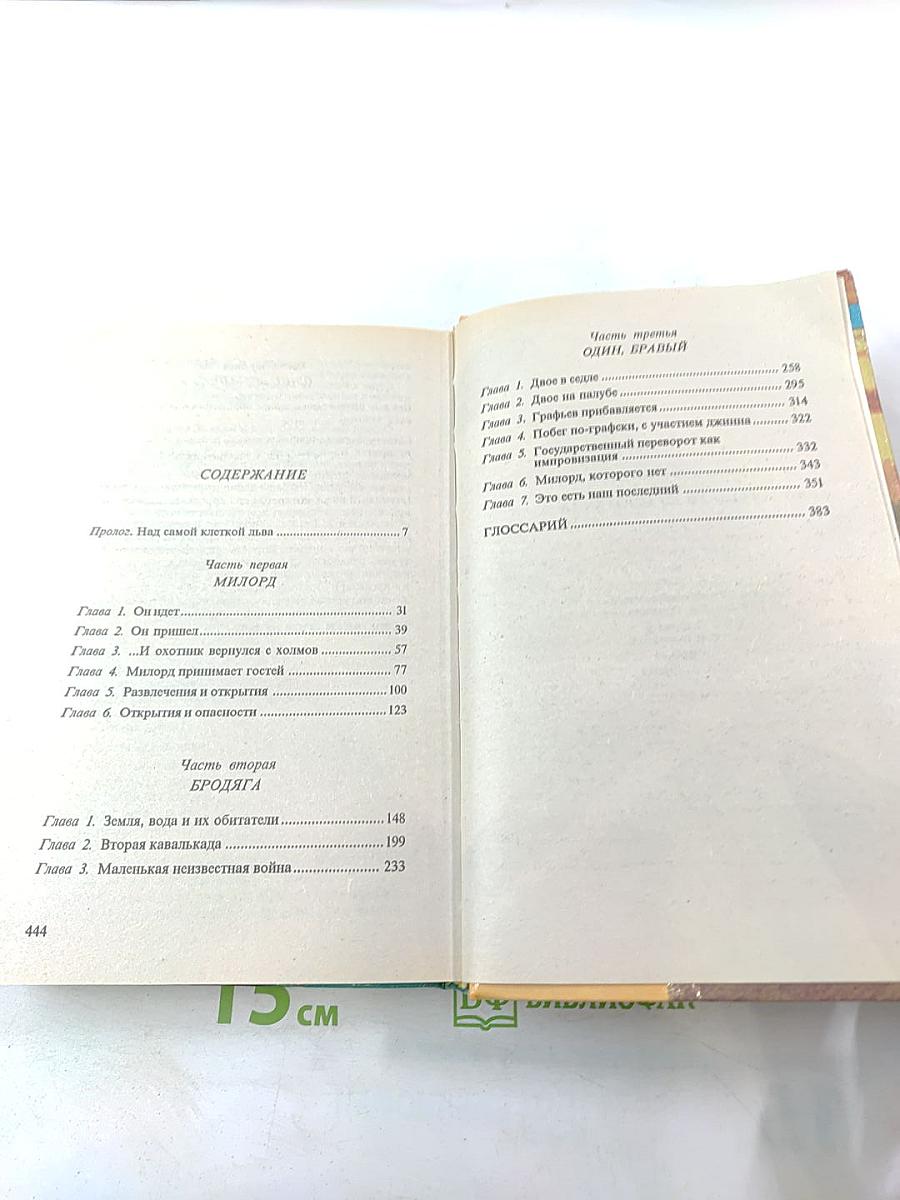 СОДЕРЖАНИЕ
Пролог. Над самой клеткой льва ........ 7
Часть первая
МИЛОРД
Глава 1. Он идет ........ 31
Глава 2. Он пришел ........ 39
Глава 3. ...И охотник вернулся с холмов ........ 57
Глава 4. Милорд принимает гостей ........ 77
Глава 5. Развлечения и открытия ........ 100
Глава 6. Открытия и опасности ........ 123
Часть вторая
БРОДЯГА
Глава 1. Земля, вода и их обитатели ........ 148
Глава 2. Вторая кавалькада ........ 199
Глава 3. Маленькая неизвестная война ........ 233
444
Часть третья
ОДИН, БРАВЫЙ
Глава 1. Двое в седле ........ 258
Глава 2. Двое на палубе ........ 295
Глава 3. Графьев прибавляется ........ 314
Глава 4. Побег по-графски, с участием джинна ........ 322
Глава 5. Государственный переворот как
импровизация ........ 332
Глава 6. Милорд, которого нет ........ 343
Глава 7. Это есть наш последний ........ 351
ГЛОССАРИЙ ........ 383
15 см
БФ БИБЛИОФАН